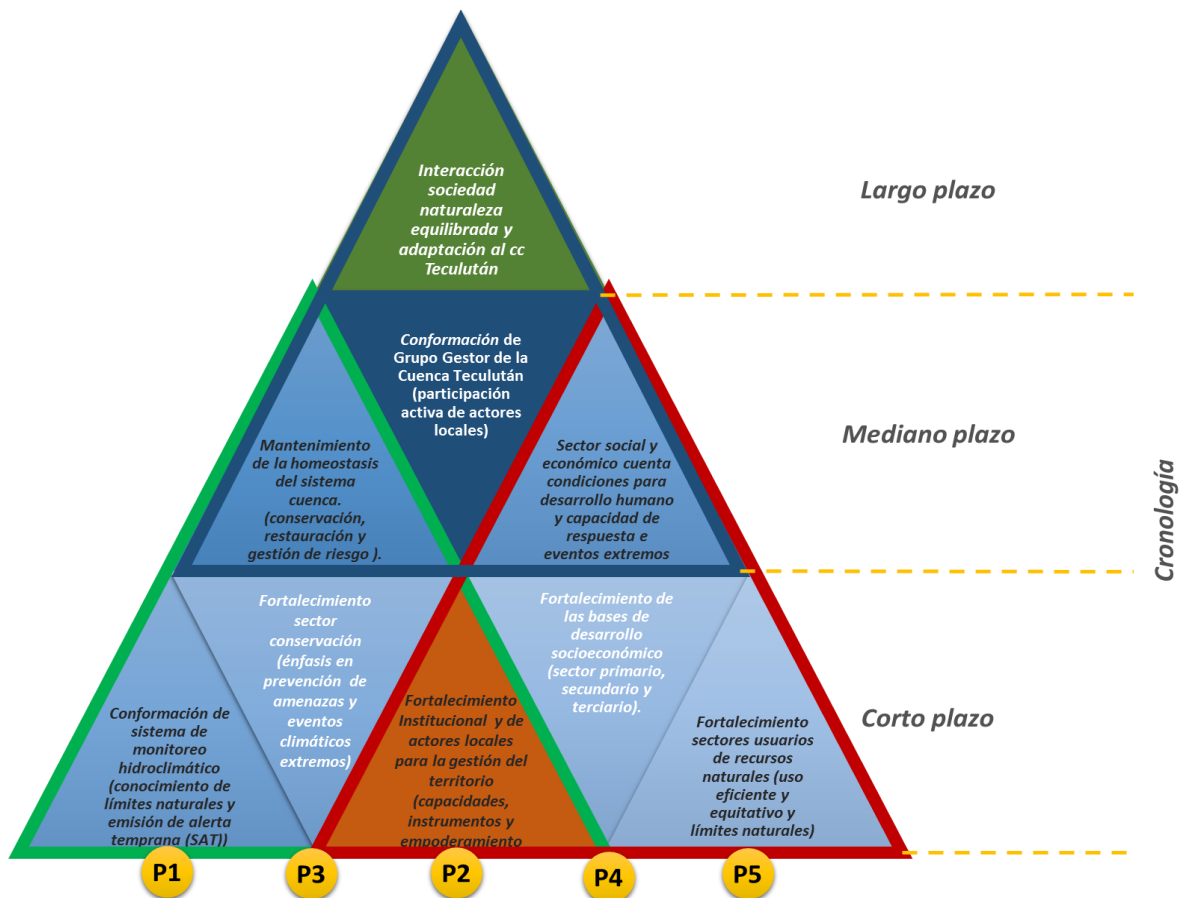 Interacción
sociedad
naturaleza
equilibrada y
adaptación al cc
Teculután
Largo plazo
Conformación de
Grupo Gestor de la
Cuenca Teculután
(participación
activa de actores
locales)
Mantenimiento
de la homeostasis
del sistema
cuenca.
(conservación,
restauración y
gestión de riesgo ).
Sector social y
económico cuenta
condiciones para
desarrollo humano
y capacidad de
respuesta e
eventos extremos
Mediano plazo
Cronología
Conformación de
sistema de
monitoreo
hidroclimático
(conocimiento de
límites naturales y
emisión de alerta
temprana (SAT))
Fortalecimiento
sector
conservación
(énfasis en
prevención de
amenazas y
eventos
climáticos
extremos)
Fortalecimiento
Institucional y de
actores locales
para la gestión del
territorio
(capacidades,
instrumentos y
empoderamiento
Fortalecimiento de
las bases de
desarrollo
socioeconómico
(sector primario,
secundario y
terciario).
Fortalecimiento
sectores usuarios
de recursos
naturales (uso
eficiente y
equitativo y
límites naturales)
Corto plazo
P1
P3
P2
P4
P5